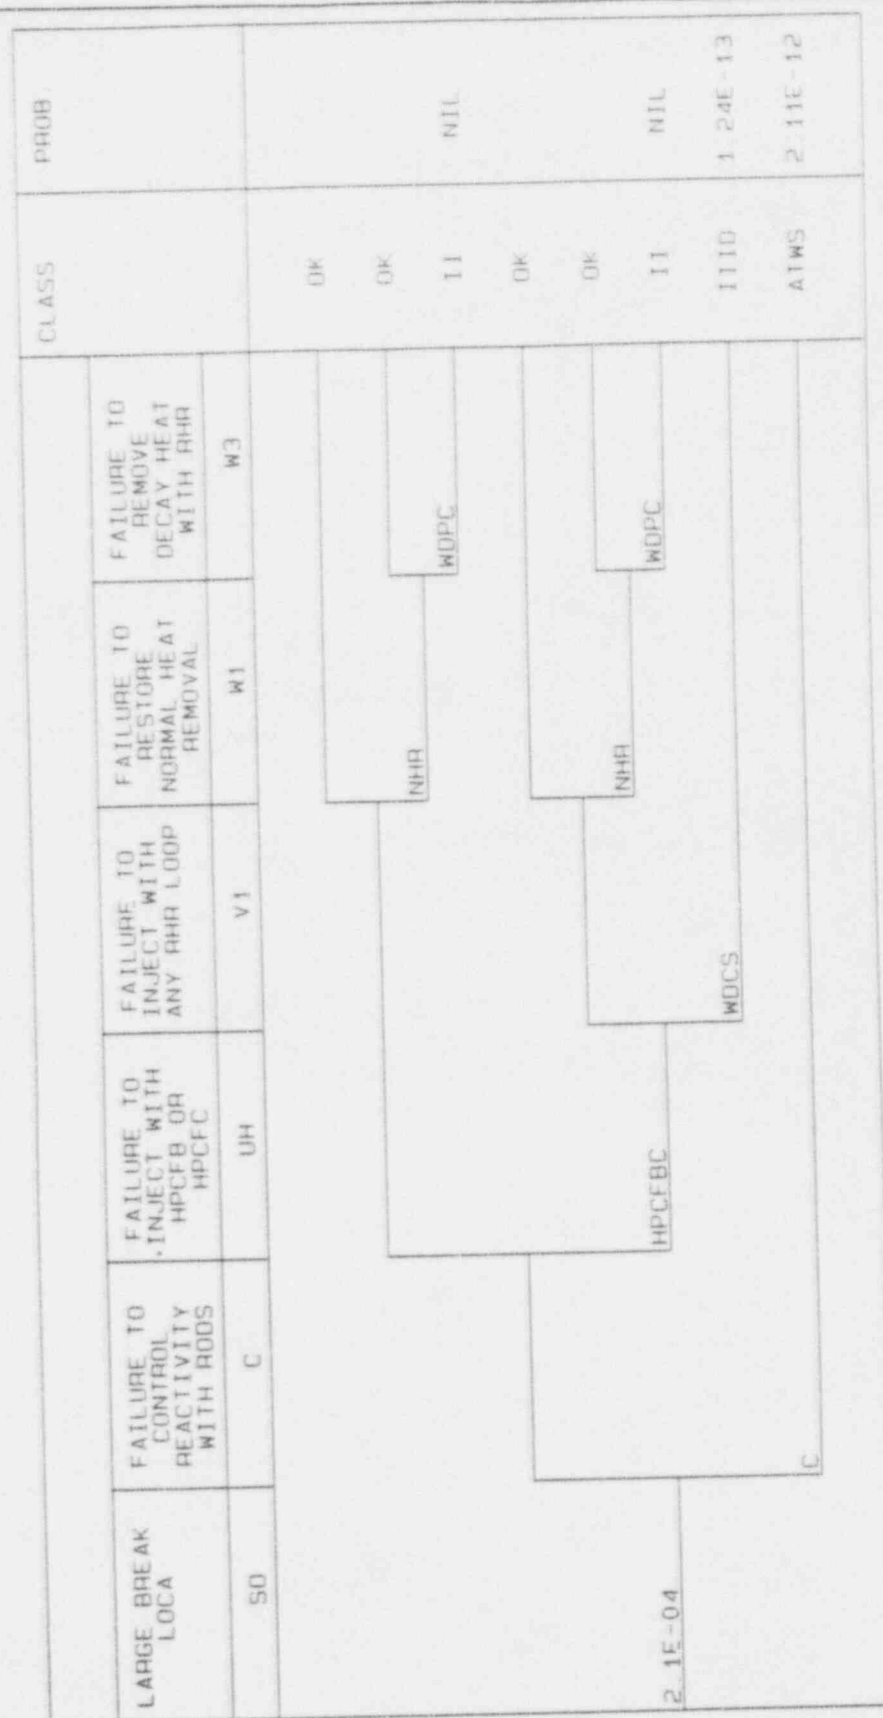 LARGE BREAK
LOCA
FAILURE TO
CONTROL
REACTIVITY
WITH RODS
FAILURE TO
.INJECT WITH
HPCFB OR
HPCFC
FAILURE TO
INJECT WITH
ANY RHR LOOP
FAILURE TO
RESTORE
NORMAL HEAT
REMOVAL
FAILURE TO
REMOVE
DECAY HEAT
WITH RHR
CLASS
PROB
S0
C
UH
V1
W1
W3
OK
NHR
OK
WDPC
II
NIL
HPCFBC
OK
NHR
OK
2.1E-04
WDPC
II
NIL
WDCS
IIID
1.24E-13
C
ATWS
2.11E-12